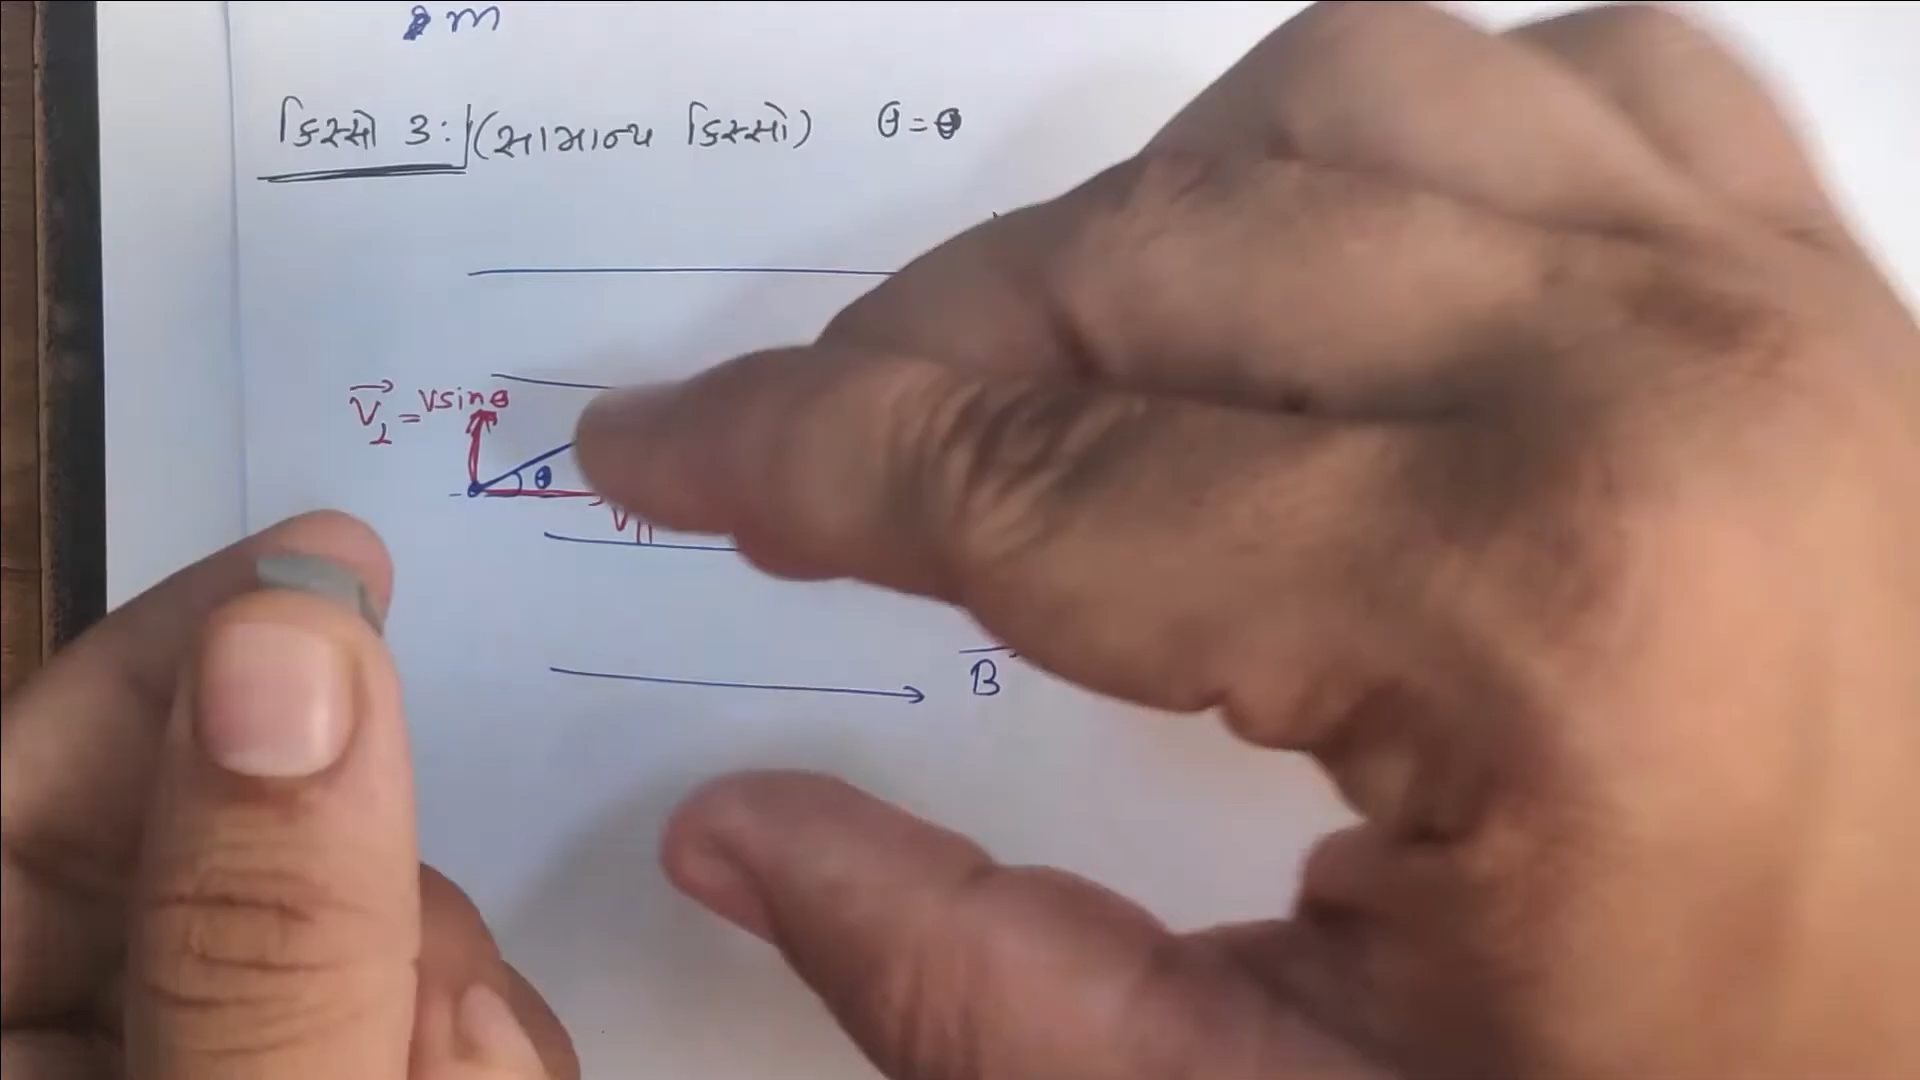 m
કિસ્સો 3: (સામાન્ય કિસ્સો) θ = θ
V⊥ = Vsinθ
θ
V||
B